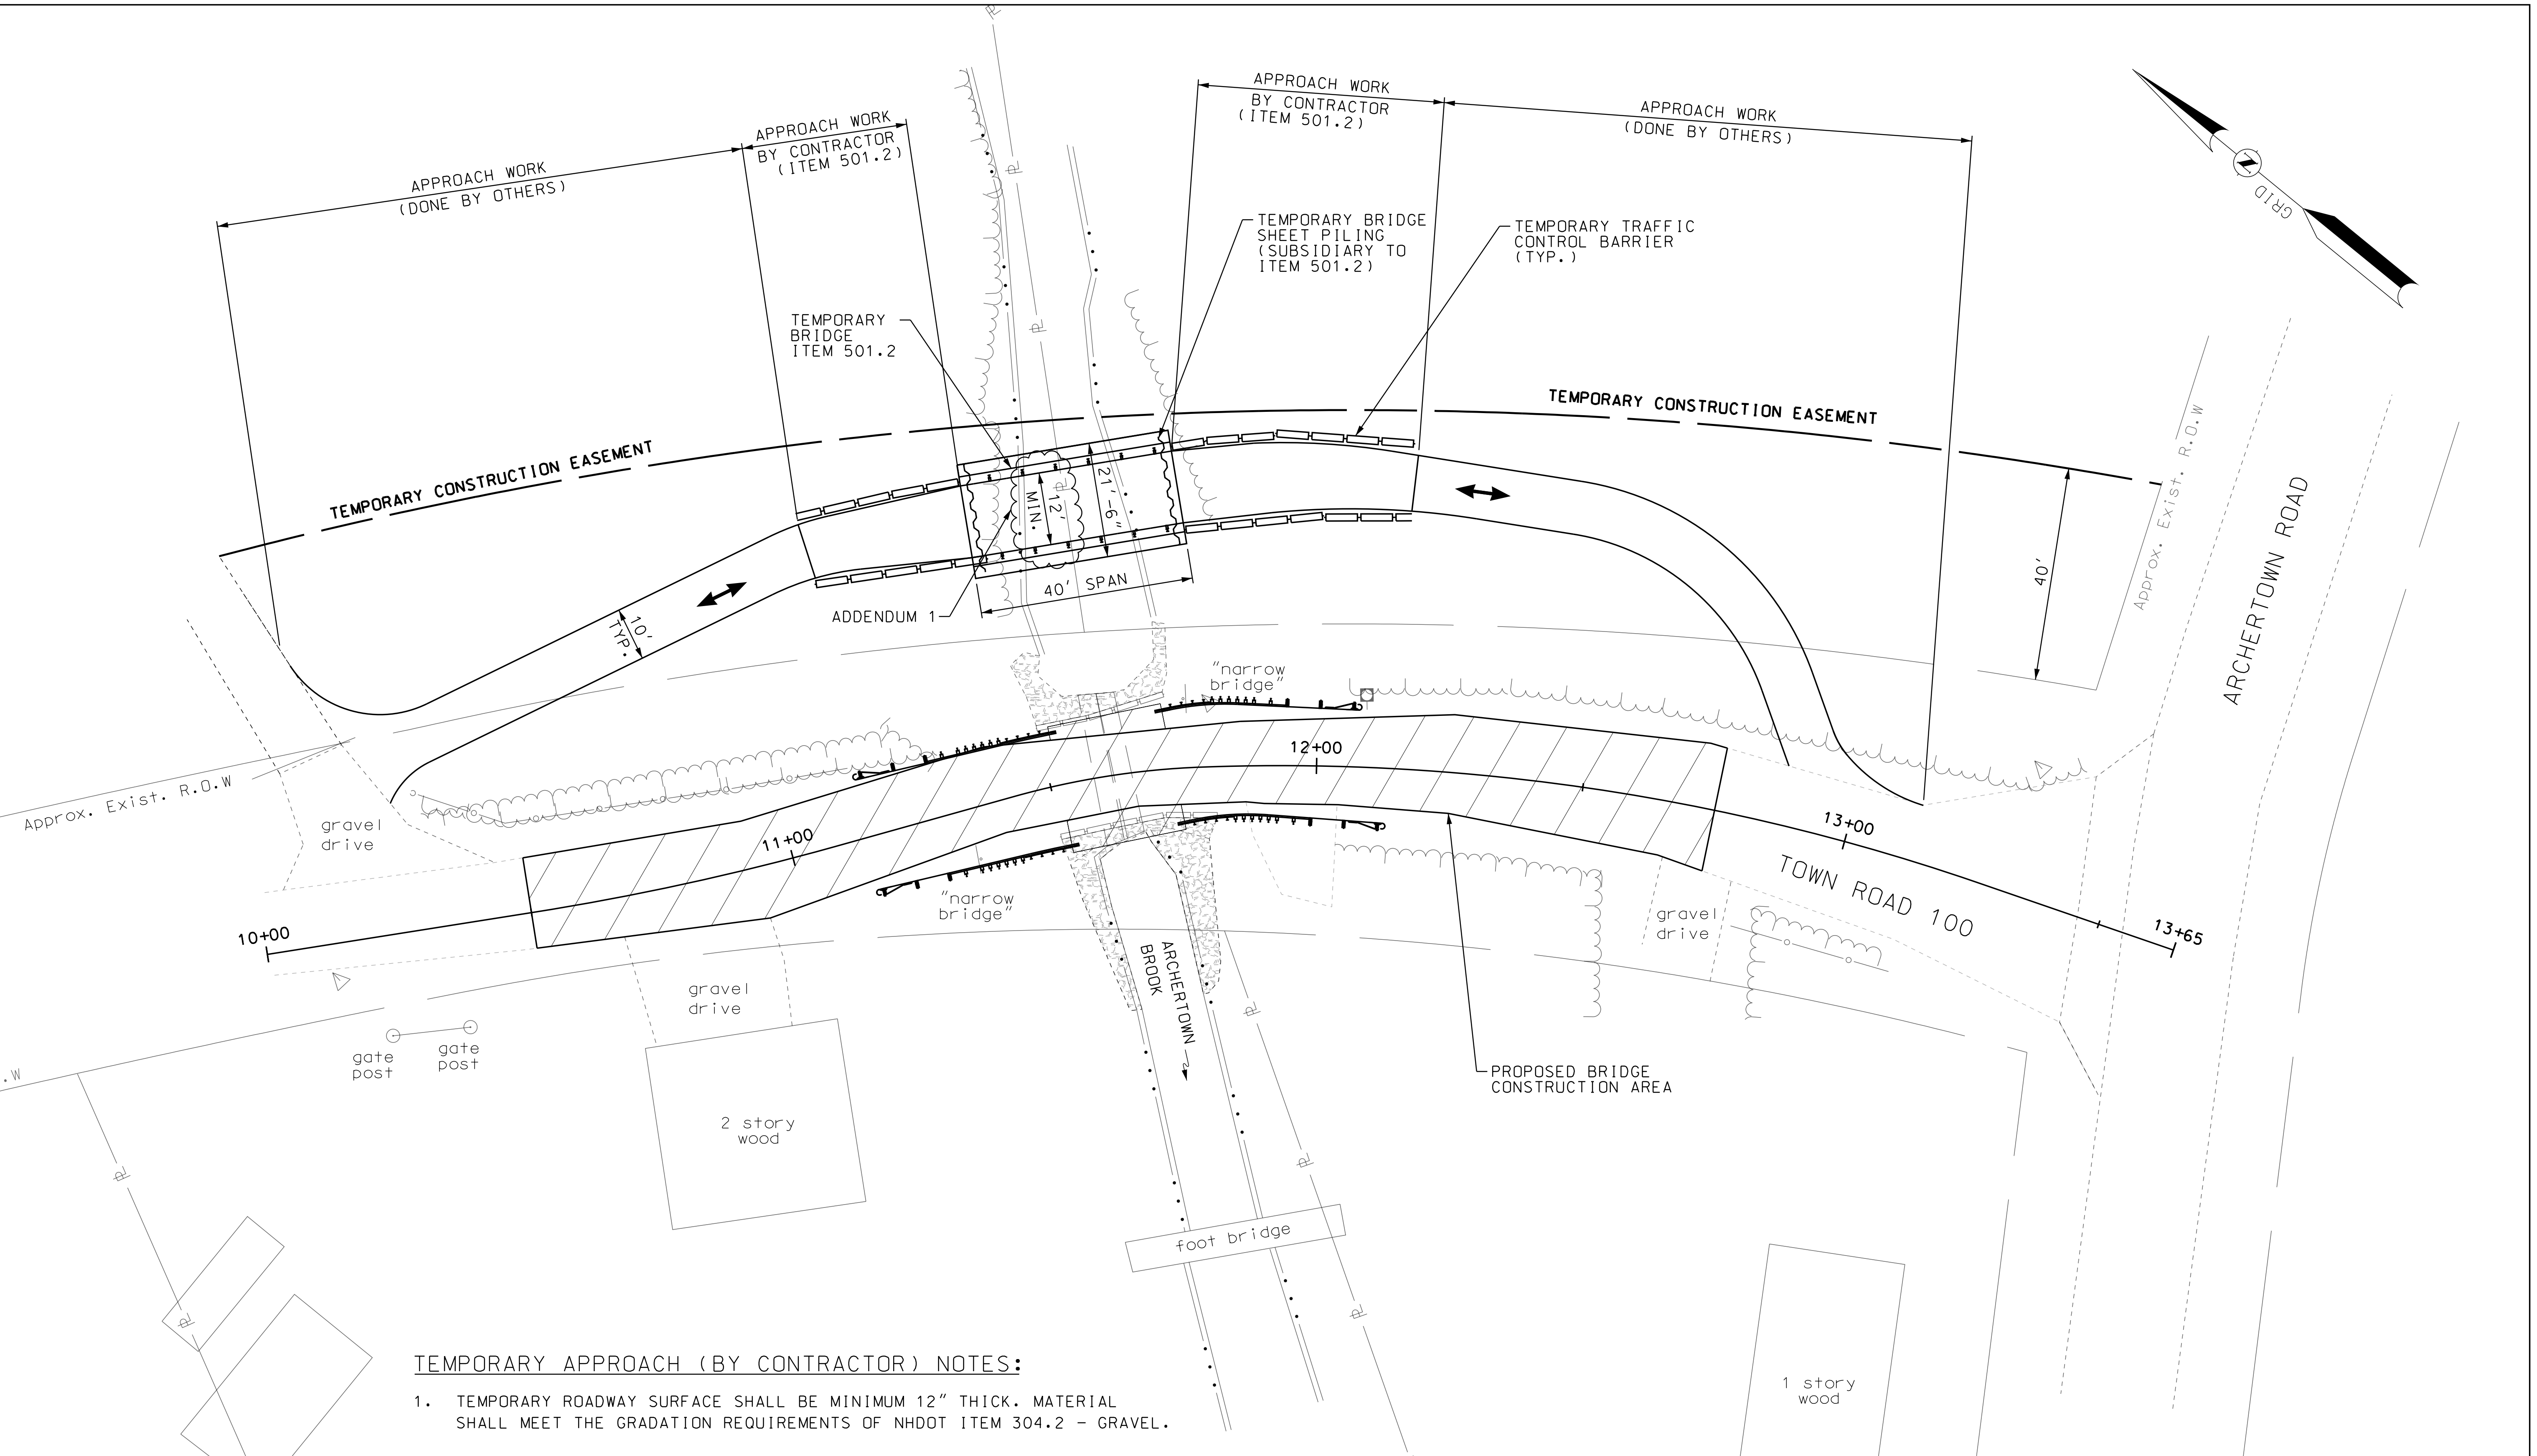 APPROACH WORK
(DONE BY OTHERS)
APPROACH WORK
BY CONTRACTOR
(ITEM 501.2)
APPROACH WORK
BY CONTRACTOR
(ITEM 501.2)
APPROACH WORK
(DONE BY OTHERS)
GRID
N
TEMPORARY BRIDGE
SHEET PILING
(SUBSIDIARY TO
ITEM 501.2)
TEMPORARY TRAFFIC
CONTROL BARRIER
(TYP.)
TEMPORARY
BRIDGE
ITEM 501.2
TEMPORARY CONSTRUCTION EASEMENT
TEMPORARY CONSTRUCTION EASEMENT
12'
MIN.
21'-6"
40' SPAN
ADDENDUM 1
10'
TYP.
40'
Approx. Exist. R.O.W
ARCHERTOWN ROAD
"narrow
bridge"
Approx. Exist. R.O.W
gravel
drive
10+00
11+00
12+00
13+00
13+65
TOWN ROAD 100
"narrow
bridge"
gravel
drive
gravel
drive
ARCHERTOWN
BROOK
gate
post
gate
post
.W
PROPOSED BRIDGE
CONSTRUCTION AREA
2 story
wood
foot bridge
1 story
wood
TEMPORARY APPROACH (BY CONTRACTOR) NOTES:
1. TEMPORARY ROADWAY SURFACE SHALL BE MINIMUM 12" THICK. MATERIAL
SHALL MEET THE GRADATION REQUIREMENTS OF NHDOT ITEM 304.2 - GRAVEL.